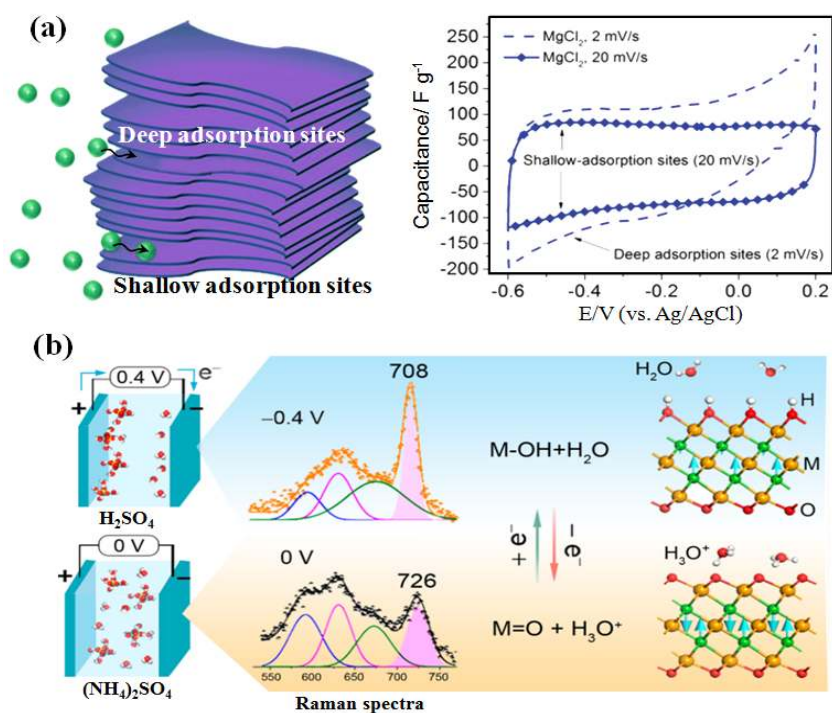 (a)
Deep adsorption sites
Shallow adsorption sites
MgCl₂, 2 mV/s
MgCl₂, 20 mV/s
Capacitance/ F g⁻¹
250
200
150
100
50
0
-50
-100
-150
-200
Shallow-adsorption sites (20 mV/s)
Deep adsorption sites (2 mV/s)
-0.6
-0.4
-0.2
0.0
0.2
E/V (vs. Ag/AgCl)
(b)
0.4 V
e⁻
+
−
H₂SO₄
708
−0.4 V
M-OH+H₂O
H₂O
H
M
O
+e⁻
−e⁻
0 V
+
−
(NH₄)₂SO₄
0 V
726
550
600
650
700
750
Raman spectra
M=O + H₃O⁺
H₃O⁺